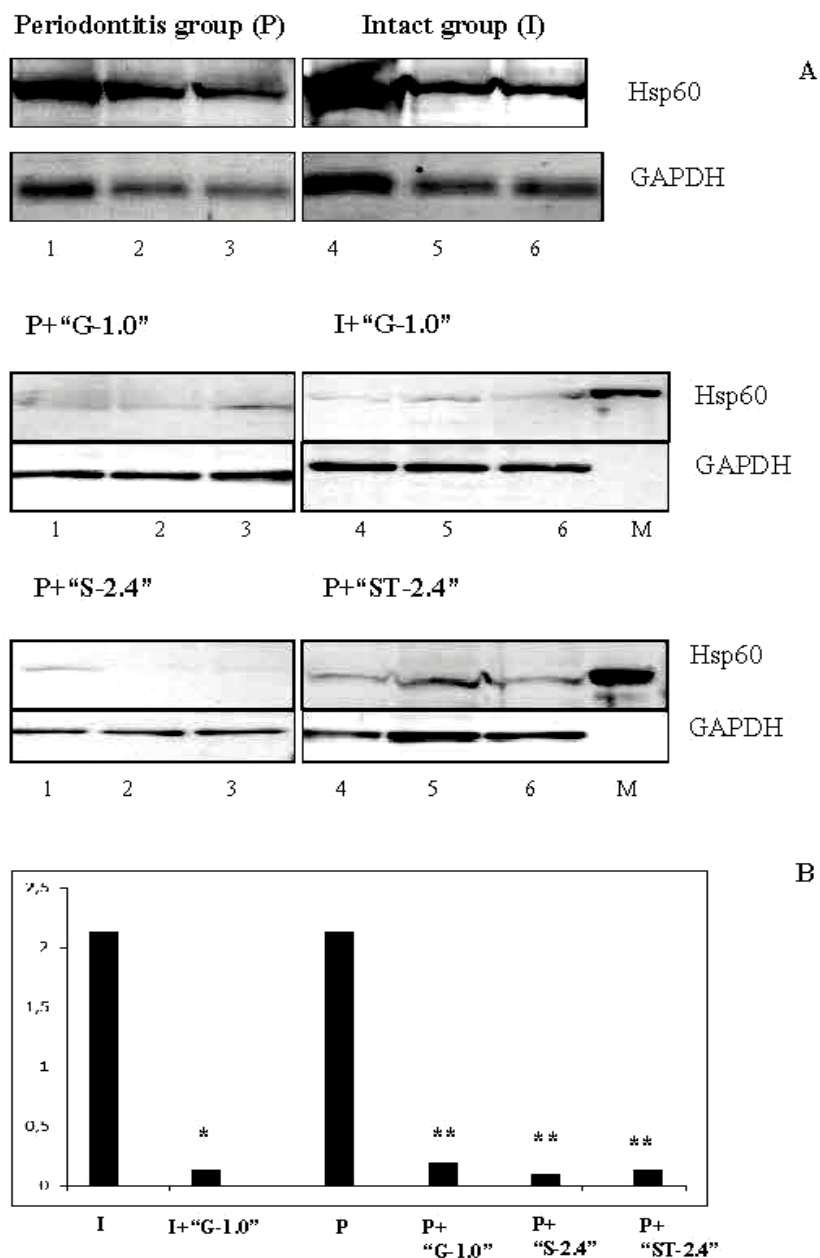 Periodontitis group (P) Intact group (I)
A
Hsp60
GAPDH
1 2 3 4 5 6
P+“G-1.0” I+“G-1.0”
Hsp60
GAPDH
1 2 3 4 5 6 M
P+“S-2.4” P+“ST-2.4”
Hsp60
GAPDH
1 2 3 4 5 6 M
B
2,5
2
1,5
1
0,5
0
* ** ** **
I I+“G-1.0” P P+ P+ P+
“G-1.0” “S-2.4” “ST-2.4”